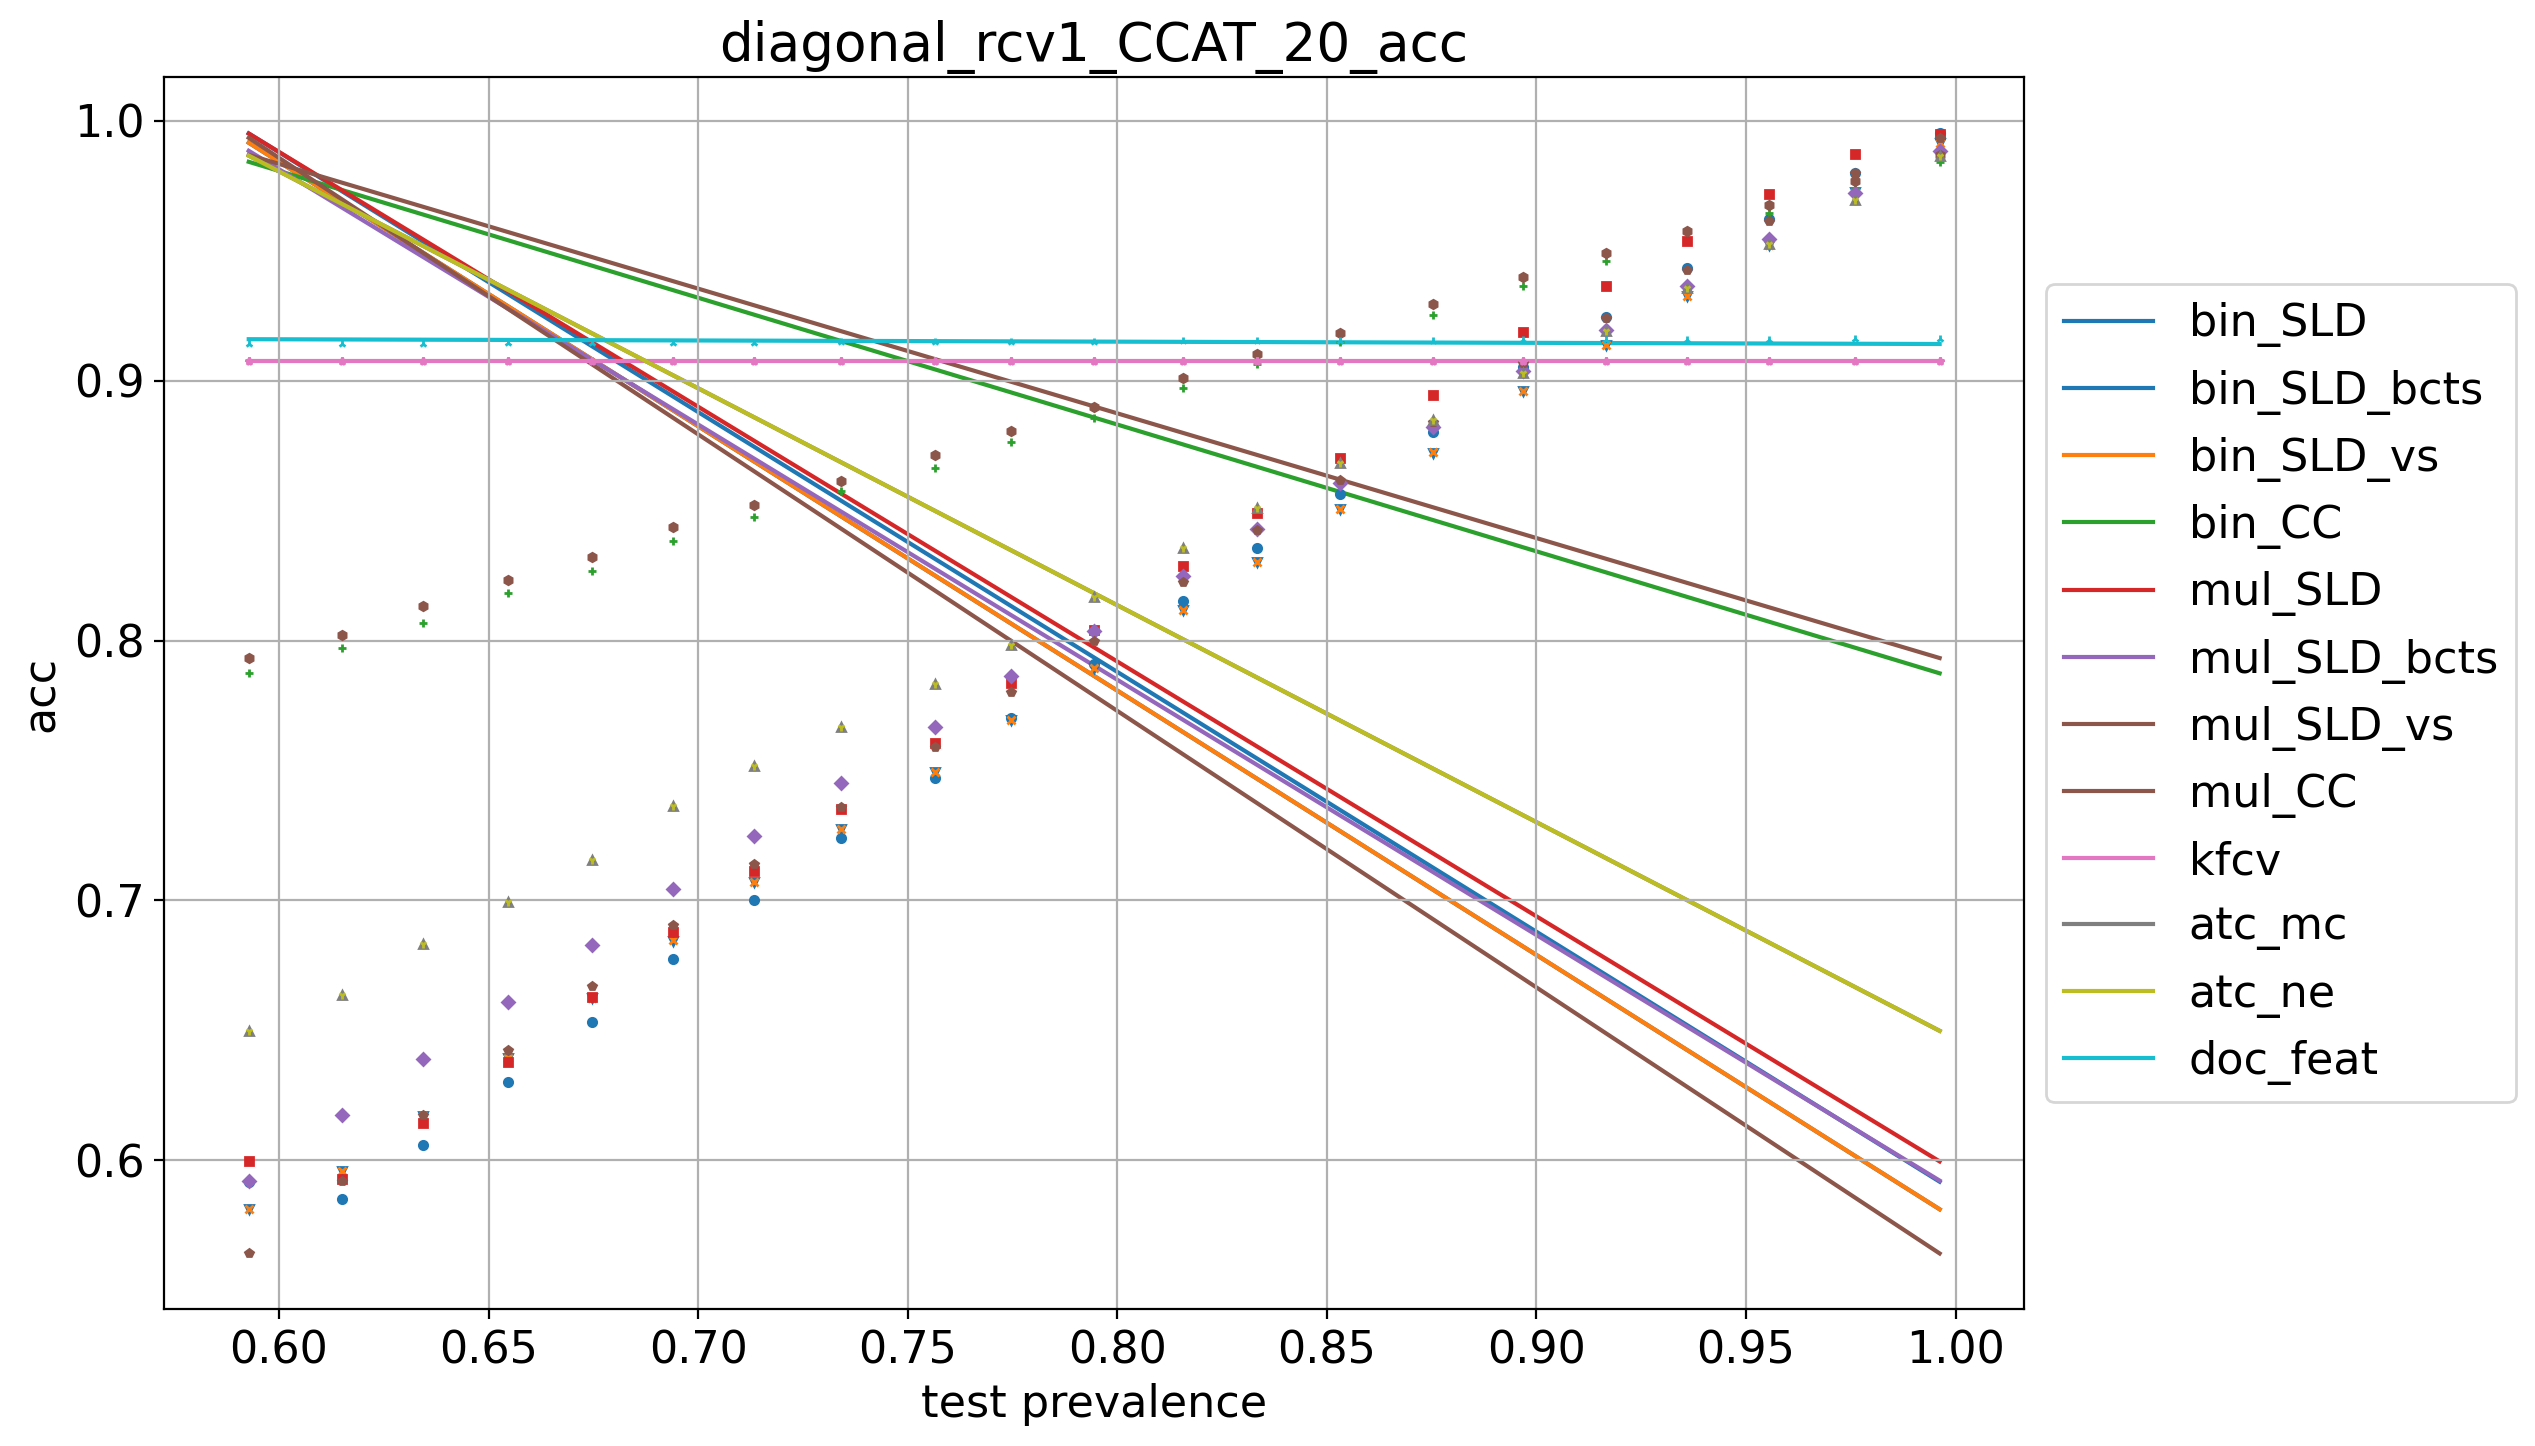 diagonal_rcv1_CCAT_20_acc
acc
1.0
0.9
0.8
0.7
0.6
0.60 0.65 0.70 0.75 0.80 0.85 0.90 0.95 1.00
test prevalence
bin_SLD
bin_SLD_bcts
bin_SLD_vs
bin_CC
mul_SLD
mul_SLD_bcts
mul_SLD_vs
mul_CC
kfcv
atc_mc
atc_ne
doc_feat